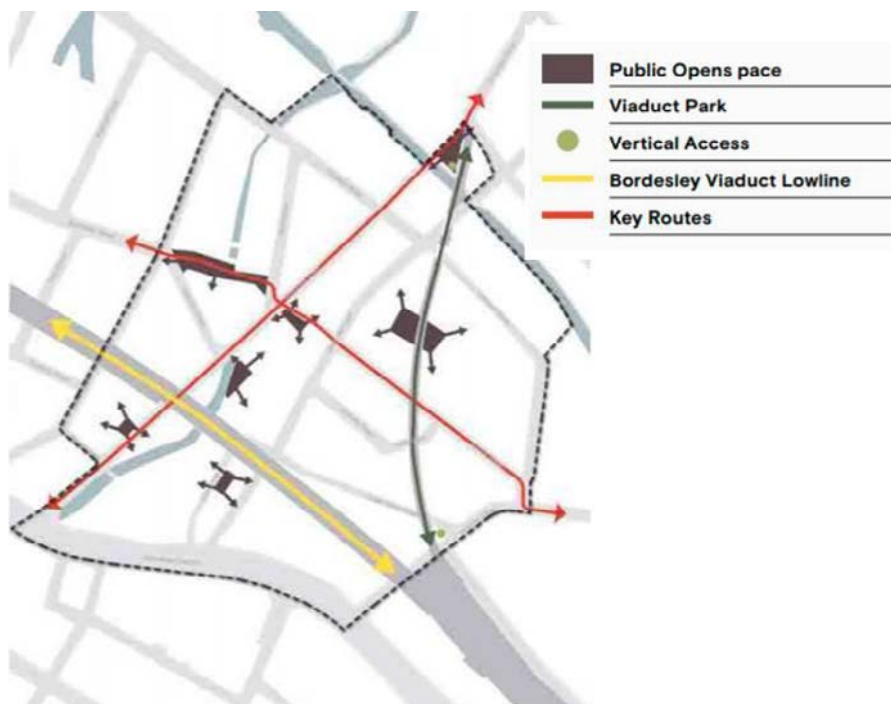 Public Opens pace
Viaduct Park
Vertical Access
Bordesley Viaduct Lowline
Key Routes